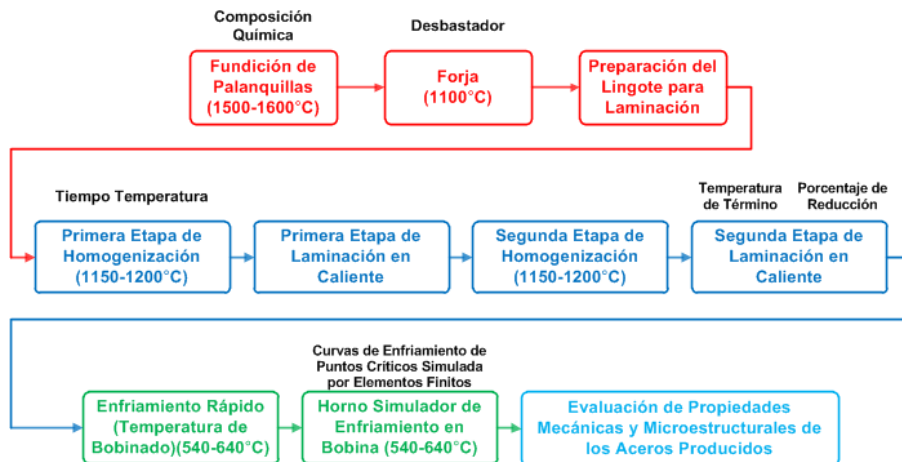 Composición
Química
Desbastador
Fundición de
Palanquillas
(1500-1600°C)
Forja
(1100°C)
Preparación del
Lingote para
Laminación
Tiempo Temperatura
Temperatura
de Término
Porcentaje de
Reducción
Primera Etapa de
Homogenización
(1150-1200°C)
Primera Etapa de
Laminación en
Caliente
Segunda Etapa de
Homogenización
(1150-1200°C)
Segunda Etapa de
Laminación en
Caliente
Curvas de Enfriamiento de
Puntos Críticos Simulada
por Elementos Finitos
Enfriamiento Rápido
(Temperatura de
Bobinado)(540-640°C)
Horno Simulador de
Enfriamiento en
Bobina (540-640°C)
Evaluación de Propiedades
Mecánicas y Microestructurales de
los Aceros Producidos